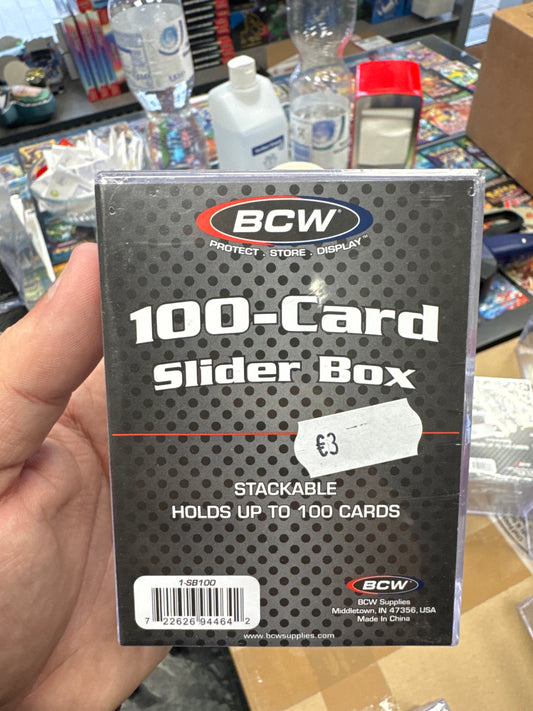 BCW®
PROTECT . STORE . DISPLAY™
100-Card
Slider Box
€3
STACKABLE
HOLDS UP TO 100 CARDS
1-SB100
7 22626 94464 2
BCW
BCW Supplies
Middletown, IN 47356, USA
Made In China
www.bcwsupplies.com